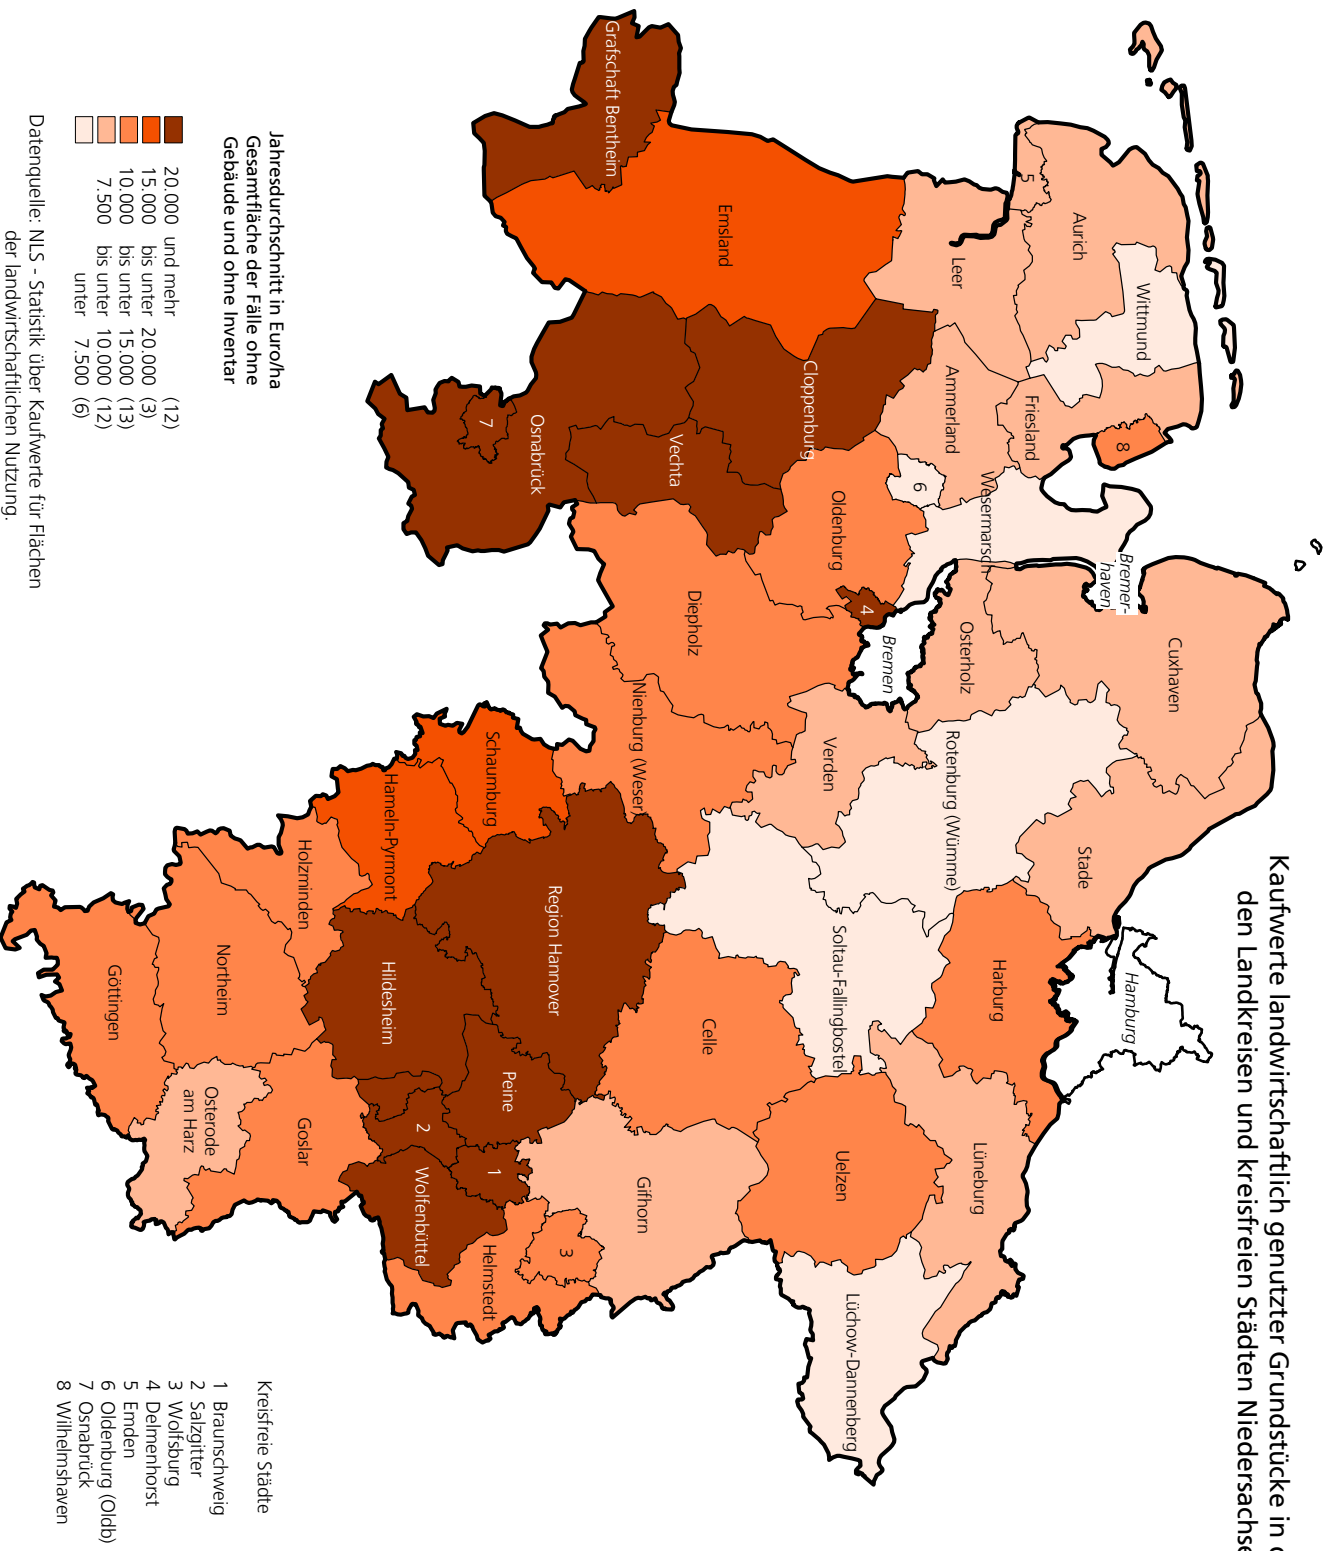 Kaufwerte landwirtschaftlich genutzter Grundstücke in
den Landkreisen und kreisfreien Städten
Hamburg
Bremer-
haven
Bremen
Cuxhaven
Stade
Wittmund
Aurich
5
8
Friesland
Leer
Ammerland
Wesermarsch
6
Osterholz
Rotenburg (Wümme)
Harburg
Lüneburg
Oldenburg
4
Verden
Soltau-Fallingbostel
Uelzen
Lüchow-Dannenberg
Emsland
Cloppenburg
Vechta
Diepholz
Nienburg (Weser
Celle
Gifhorn
Grafschaft Bentheim
Osnabrück
7
Schaumburg
Region Hannover
Peine
1
3
Helmstedt
Hameln-Pyrmont
Hildesheim
2
Wolfenbüttel
Holzminden
Goslar
Northeim
Osterode
am Harz
Göttingen
Jahresdurchschnitt in Euro/ha
Gesamtfläche der Fälle ohne
Gebäude und ohne Inventar
20.000 und mehr (12)
15.000 bis unter 20.000 (3)
10.000 bis unter 15.000 (13)
7.500 bis unter 10.000 (12)
unter 7.500 (6)
Datenquelle: NLS - Statistik über Kaufwerte für Flächen
der landwirtschaftlichen Nutzung.
Kreisfreie Städte
1 Braunschweig
2 Salzgitter
3 Wolfsburg
4 Delmenhorst
5 Emden
6 Oldenburg (Oldb)
7 Osnabrück
8 Wilhelmshaven